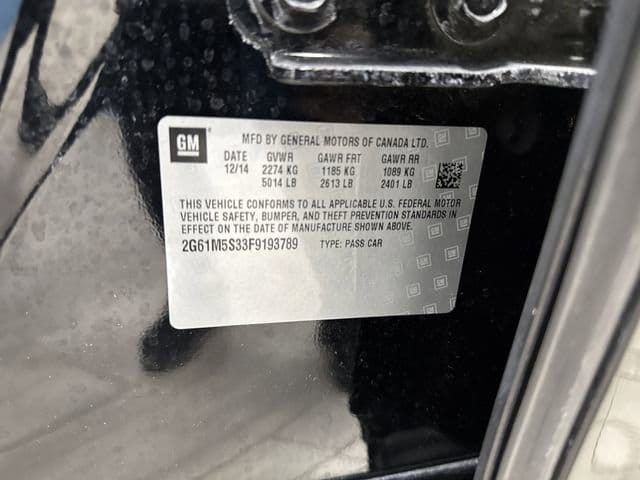 GM
MFD BY GENERAL MOTORS OF CANADA LTD.
DATE GVWR GAWR FRT GAWR RR
12/14 2274 KG 1185 KG 1089 KG
5014 LB 2613 LB 2401 LB
THIS VEHICLE CONFORMS TO ALL APPLICABLE U.S. FEDERAL MOTOR
VEHICLE SAFETY, BUMPER, AND THEFT PREVENTION STANDARDS IN
EFFECT ON THE DATE OF MANUFACTURE SHOWN ABOVE.
2G61M5S33F9193789 TYPE: PASS CAR